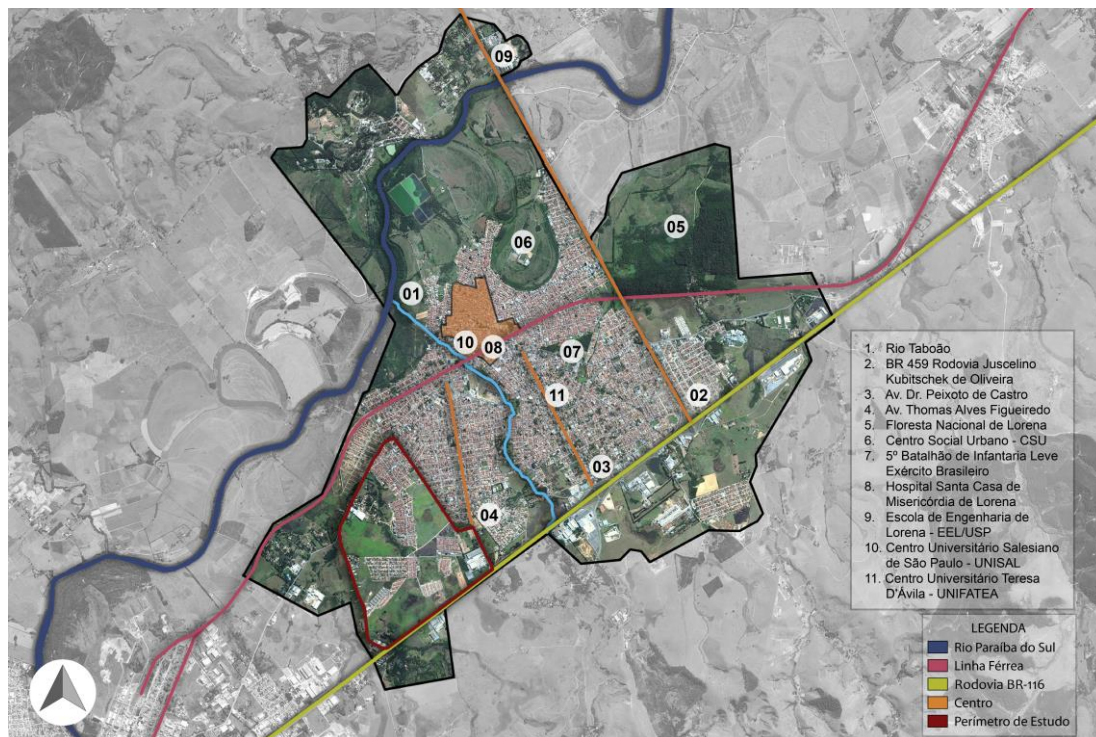 09
05
06
01
10
08
07
11
02
03
04
1. Rio Taboão
2. BR 459 Rodovia Juscelino
Kubitschek de Oliveira
3. Av. Dr. Peixoto de Castro
4. Av. Thomas Alves Figueiredo
5. Floresta Nacional de Lorena
6. Centro Social Urbano - CSU
7. 5º Batalhão de Infantaria Leve
Exército Brasileiro
8. Hospital Santa Casa de
Misericórdia de Lorena
9. Escola de Engenharia de
Lorena - EEL/USP
10. Centro Universitário Salesiano
de São Paulo - UNISAL
11. Centro Universitário Teresa
D'Ávila - UNIFATEA
LEGENDA
Rio Paraíba do Sul
Linha Férrea
Rodovia BR-116
Centro
Perímetro de Estudo